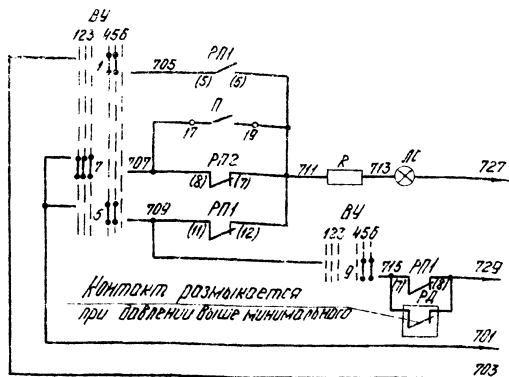 ВУ
123 456
1 705 РП1
(5) (6)
П
17 19
7 707 РП2 711 R 713 ЛС 727
(8) (7)
5 709 РП1
(11) (12)
ВУ
123 456
9 715 РП1 729
(7) (8)
РД
Контакт размыкается
при давлении выше минимального
701
703